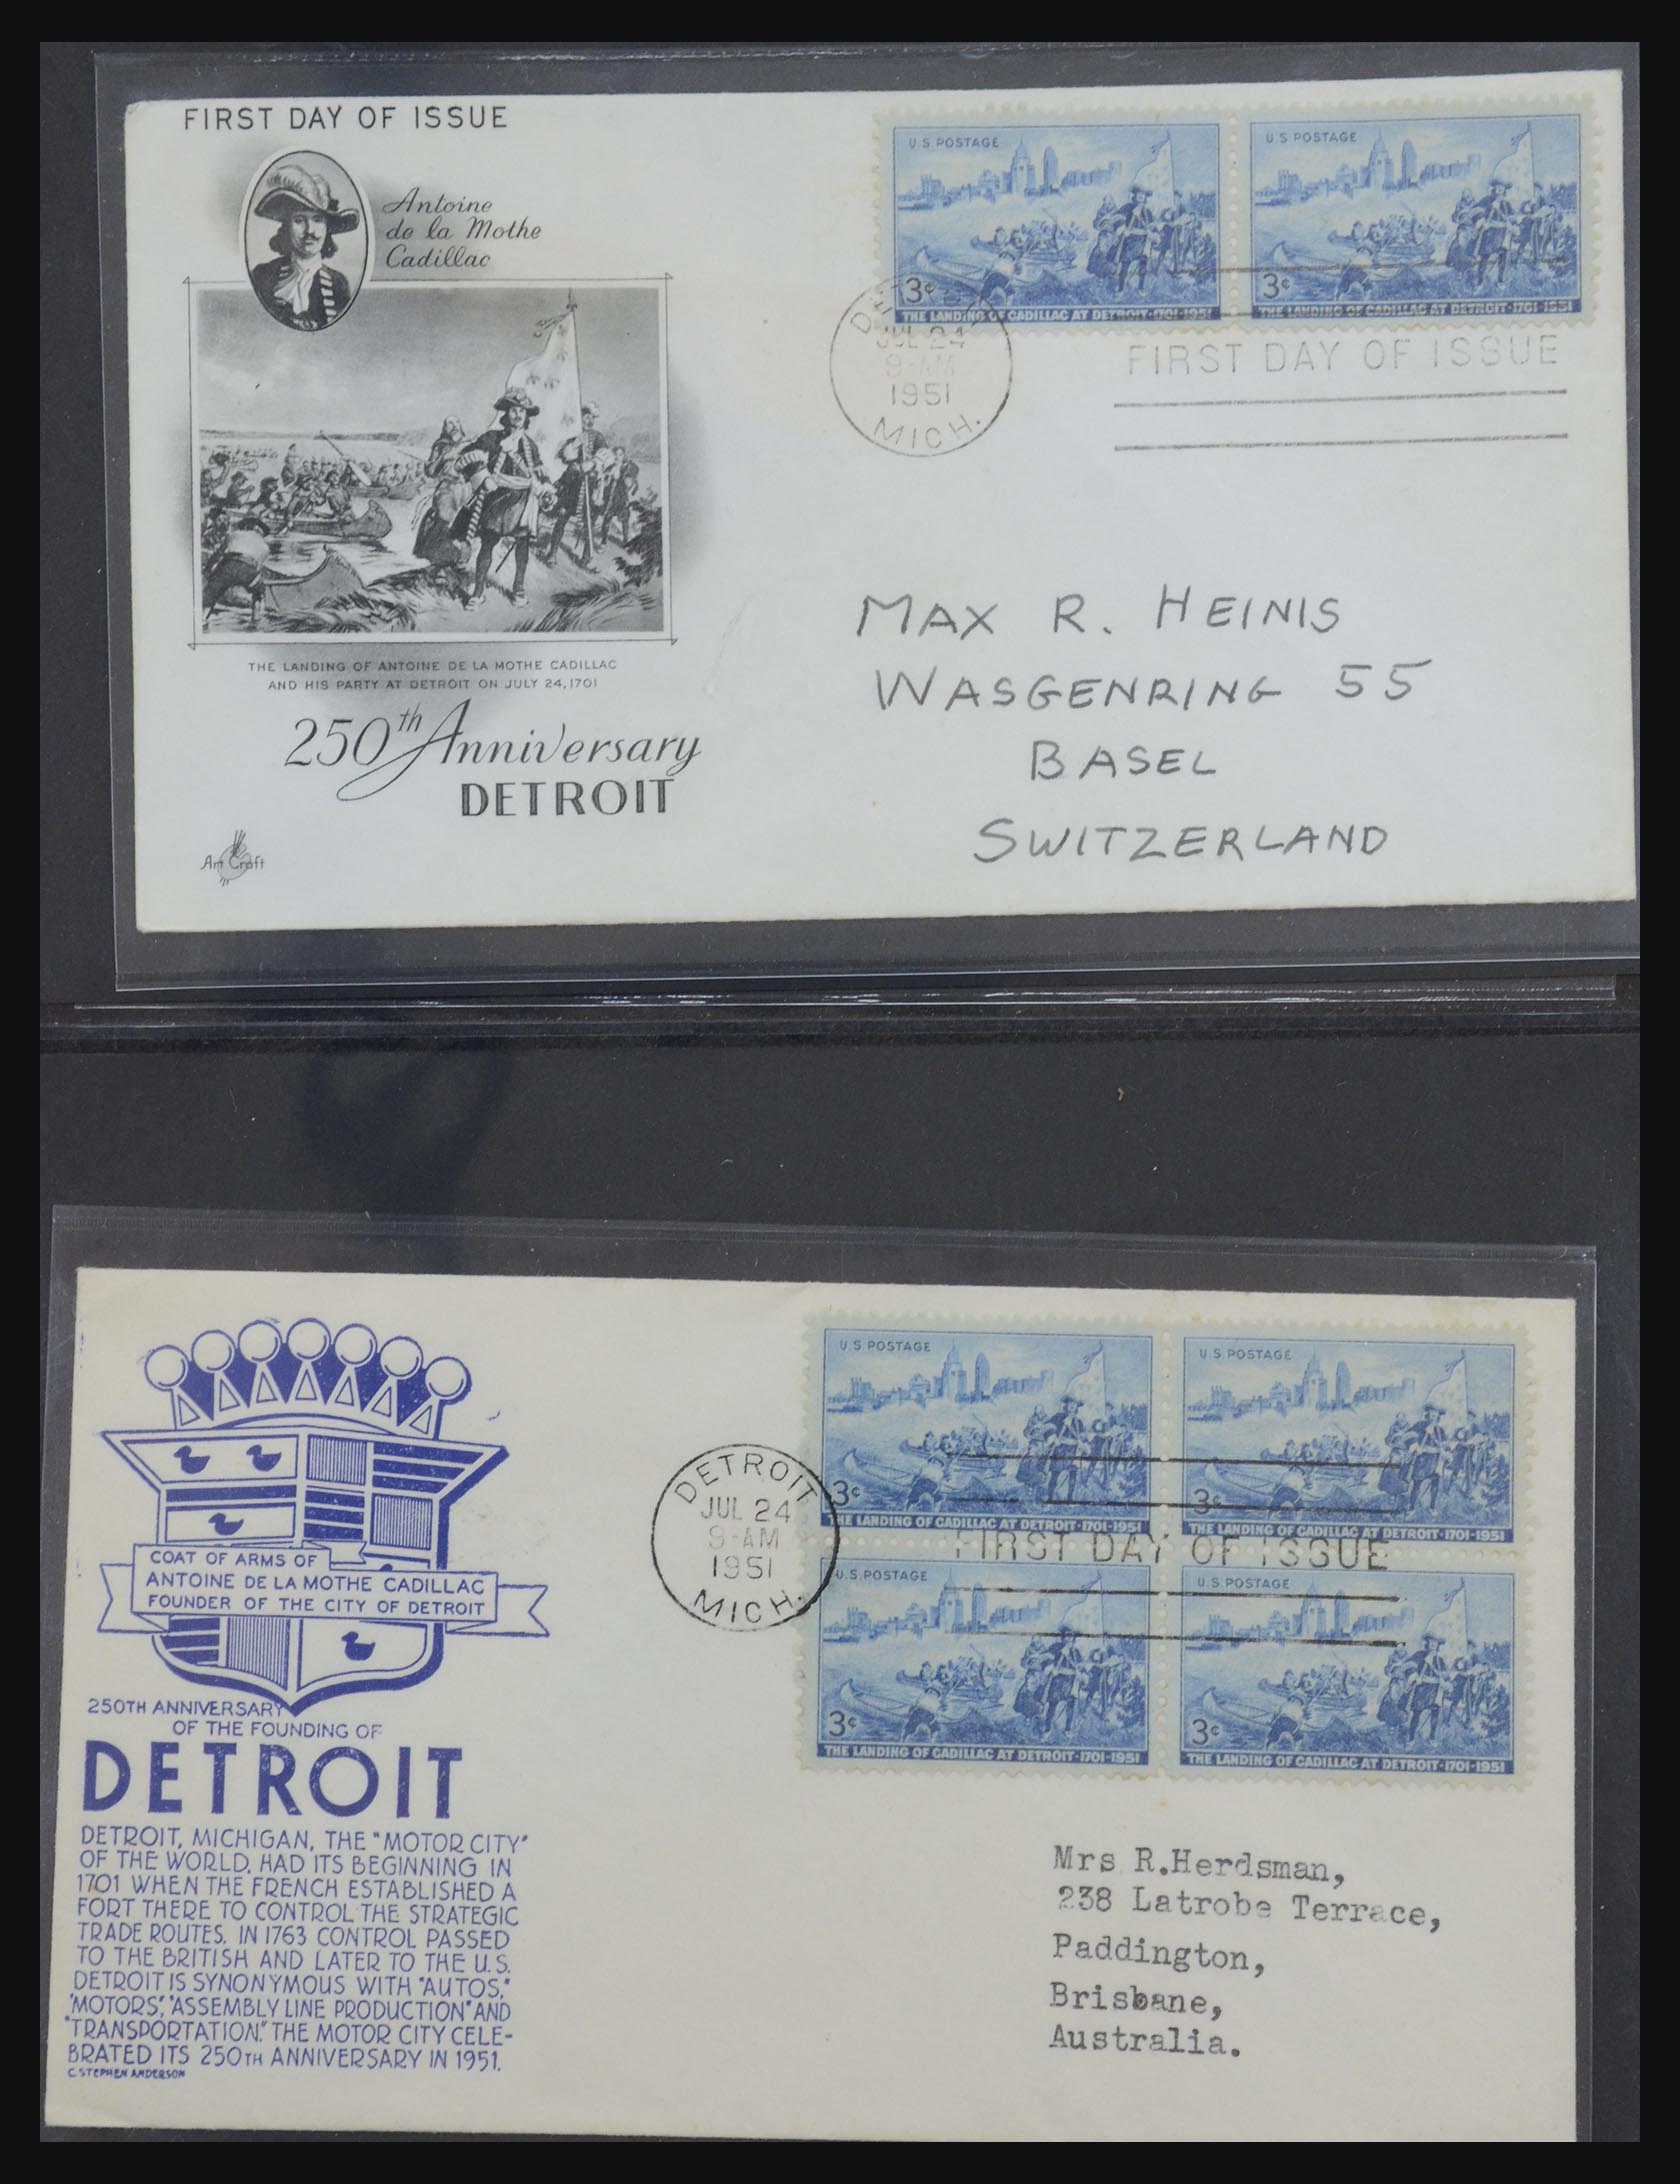 FIRST DAY OF ISSUE
Antoine
de la Mothe
Cadillac
THE LANDING OF ANTOINE DE LA MOTHE CADILLAC
AND HIS PARTY AT DETROIT ON JULY 24, 1701
250th Anniversary
DETROIT
Art Craft
U.S. POSTAGE
3¢
THE LANDING OF CADILLAC AT DETROIT·1701-1951
U.S. POSTAGE
3¢
THE LANDING OF CADILLAC AT DETROIT·1701-1951
DETROIT
JUL 24
9-AM
1951
MICH.
FIRST DAY OF ISSUE
MAX R. HEINIS
WASGENRING 55
BASEL
SWITZERLAND
COAT OF ARMS OF
ANTOINE DE LA MOTHE CADILLAC
FOUNDER OF THE CITY OF DETROIT
250TH ANNIVERSARY
OF THE FOUNDING OF
DETROIT
DETROIT, MICHIGAN, THE "MOTOR CITY"
OF THE WORLD, HAD ITS BEGINNING IN
1701 WHEN THE FRENCH ESTABLISHED A
FORT THERE TO CONTROL THE STRATEGIC
TRADE ROUTES. IN 1763 CONTROL PASSED
TO THE BRITISH AND LATER TO THE U.S.
DETROIT IS SYNONYMOUS WITH "AUTOS,"
"MOTORS," "ASSEMBLY LINE PRODUCTION" AND
"TRANSPORTATION." THE MOTOR CITY CELE-
BRATED ITS 250TH ANNIVERSARY IN 1951.
C. STEPHEN ANDERSON
U.S. POSTAGE
3¢
THE LANDING OF CADILLAC AT DETROIT·1701-1951
U.S. POSTAGE
3¢
THE LANDING OF CADILLAC AT DETROIT·1701-1951
U.S. POSTAGE
3¢
THE LANDING OF CADILLAC AT DETROIT·1701-1951
U.S. POSTAGE
3¢
THE LANDING OF CADILLAC AT DETROIT·1701-1951
DETROIT
JUL 24
9-AM
1951
MICH.
FIRST DAY OF ISSUE
Mrs R.Herdsman,
238 Latrobe Terrace,
Paddington,
Brisbane,
Australia.